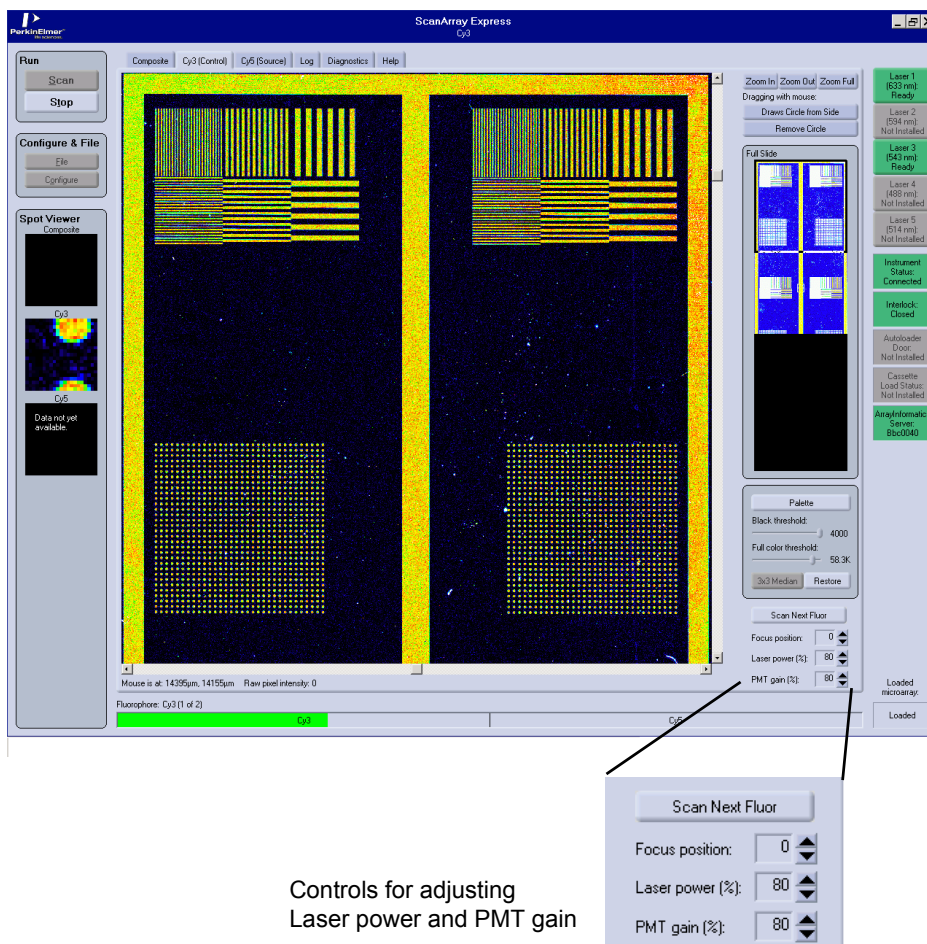 PerkinElmer
life sciences
ScanArray Express
Cy3
Run
Scan
Stop
Configure & File
File
Configure
Spot Viewer
Composite
Cy3
Cy5
Data not yet
available.
Composite
Cy3 (Control)
Cy5 (Source)
Log
Diagnostics
Help
Mouse is at: 14395µm, 14155µm Raw pixel intensity: 0
Fluorophore: Cy3 (1 of 2)
Cy3
Cy5
Zoom In
Zoom Out
Zoom Full
Dragging with mouse:
Draws Circle from Side
Remove Circle
Full Slide
Palette
Black threshold:
4000
Full color threshold:
58.3K
3x3 Median
Restore
Scan Next Fluor
Focus position: 0
Laser power (%): 80
PMT gain (%): 80
Laser 1
(633 nm):
Ready
Laser 2
(594 nm):
Not Installed
Laser 3
(543 nm):
Ready
Laser 4
(488 nm):
Not Installed
Laser 5
(514 nm):
Not Installed
Instrument
Status:
Connected
Interlock:
Closed
Autoloader
Door:
Not Installed
Cassette
Load Status:
Not Installed
ArrayInformatic
Server:
Bbc0040
Loaded
microarray:
Loaded
Scan Next Fluor
Focus position: 0
Laser power (%): 80
PMT gain (%): 80
Controls for adjusting
Laser power and PMT gain